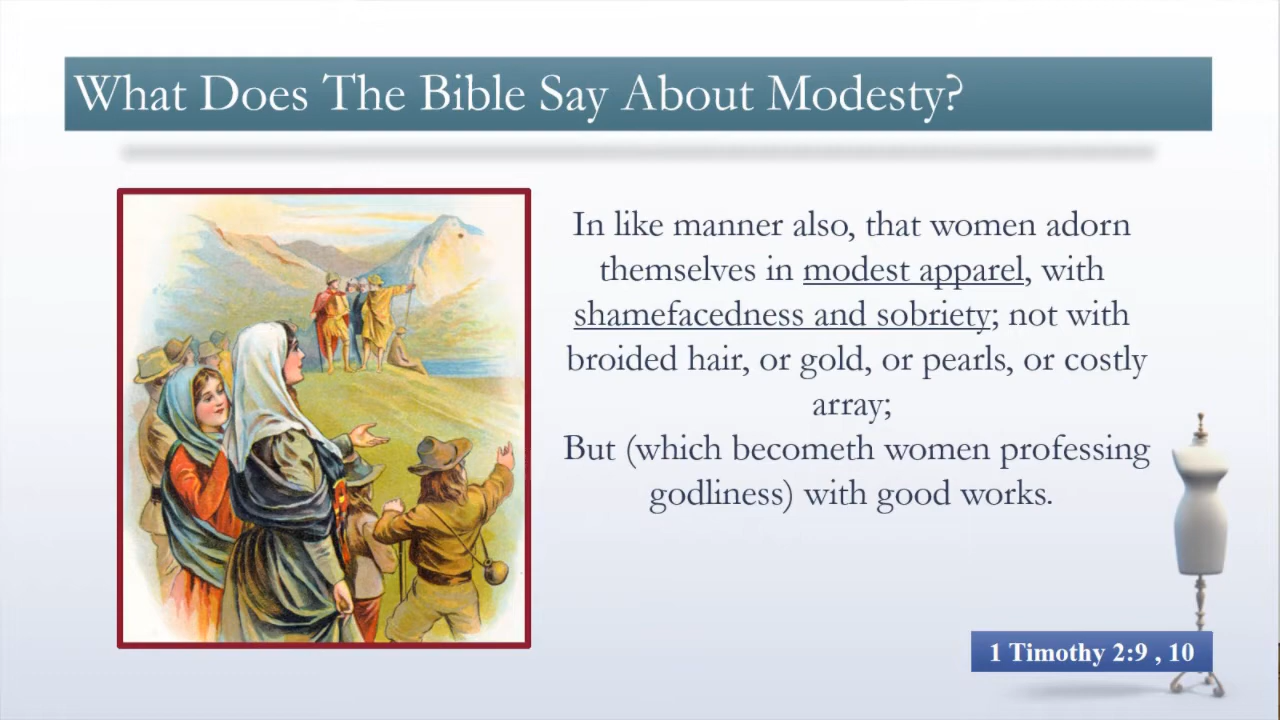 What Does The Bible Say About Modesty?
In like manner also, that women adorn
themselves in modest apparel, with
shamefacedness and sobriety; not with
broided hair, or gold, or pearls, or costly
array;
But (which becometh women professing
godliness) with good works.
1 Timothy 2:9 , 10